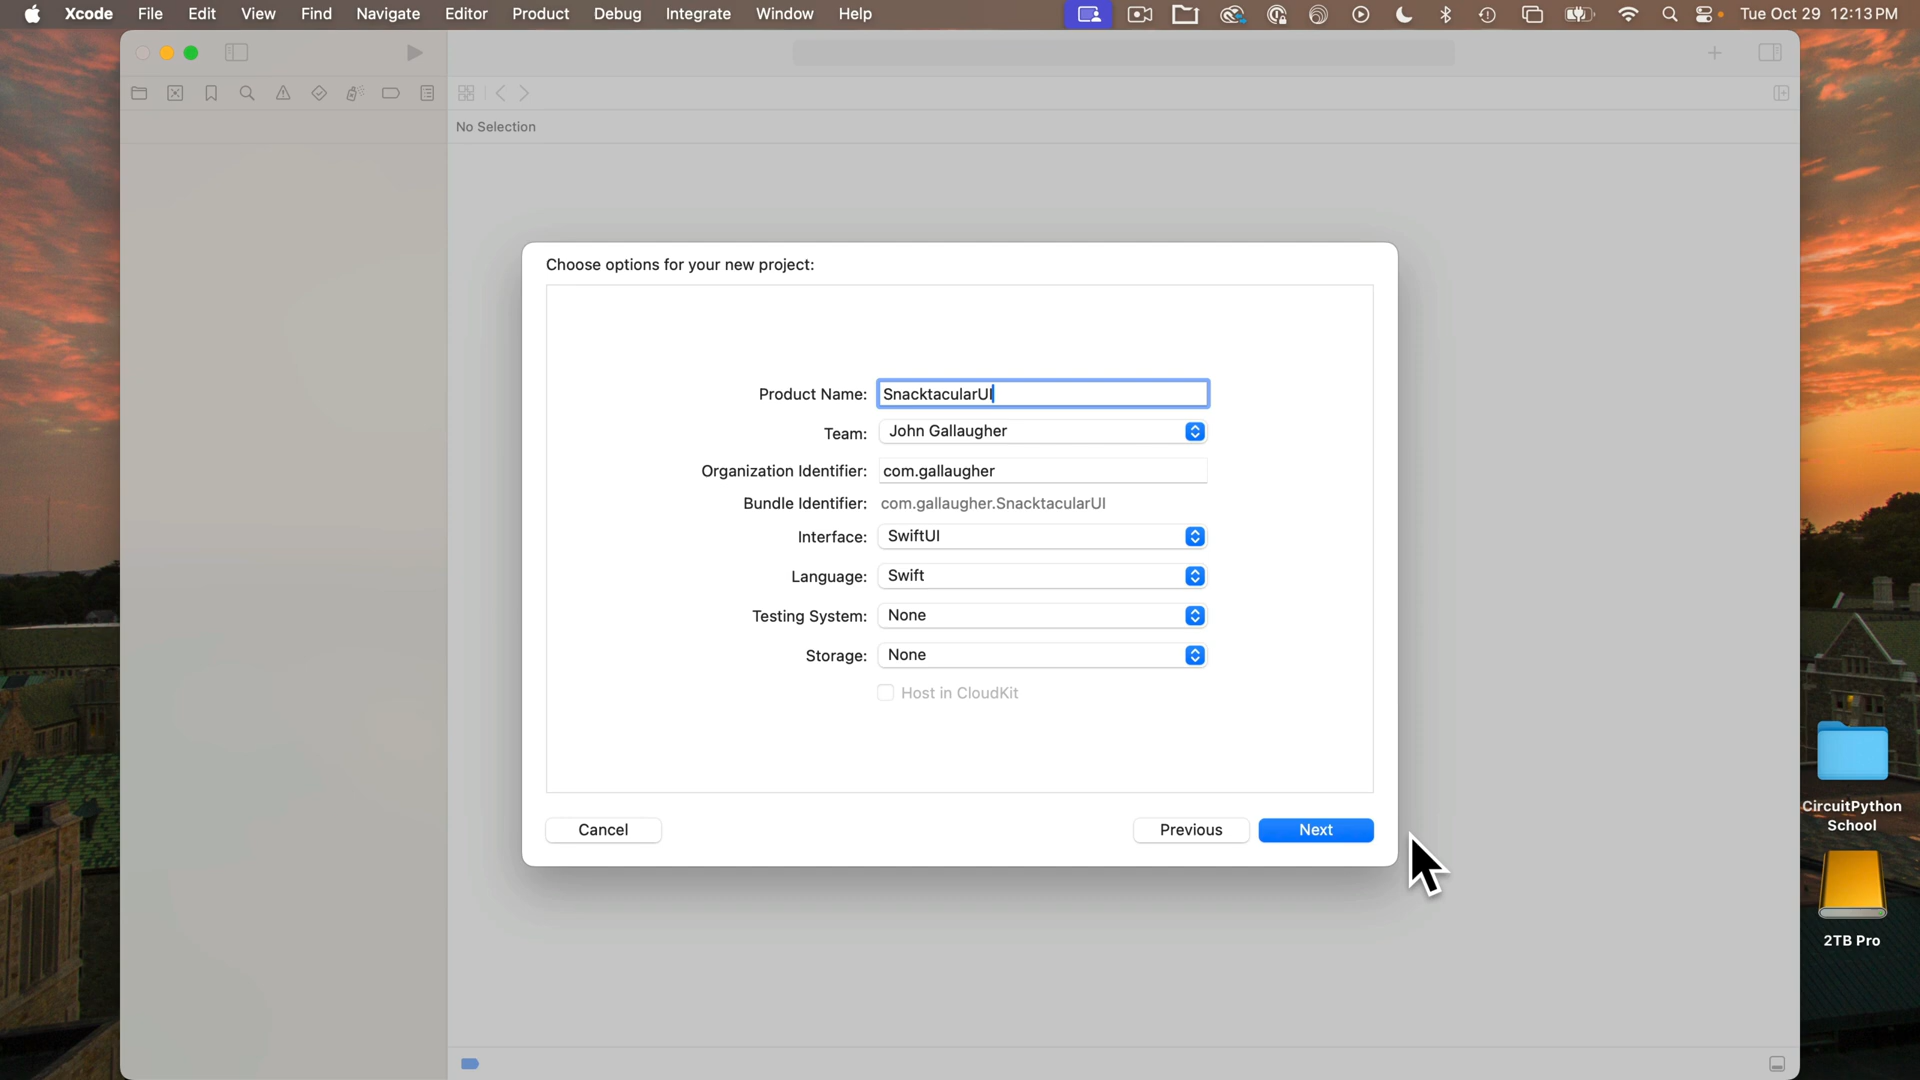 Xcode File Edit View Find Navigate Editor Product Debug Integrate Window Help Tue Oct 29 12:13 PM
No Selection
Choose options for your new project:
Product Name: SnacktacularUI
Team: John Gallaugher
Organization Identifier: com.gallaugher
Bundle Identifier: com.gallaugher.SnacktacularUI
Interface: SwiftUI
Language: Swift
Testing System: None
Storage: None
Host in CloudKit
Cancel Previous Next
CircuitPython
School
2TB Pro